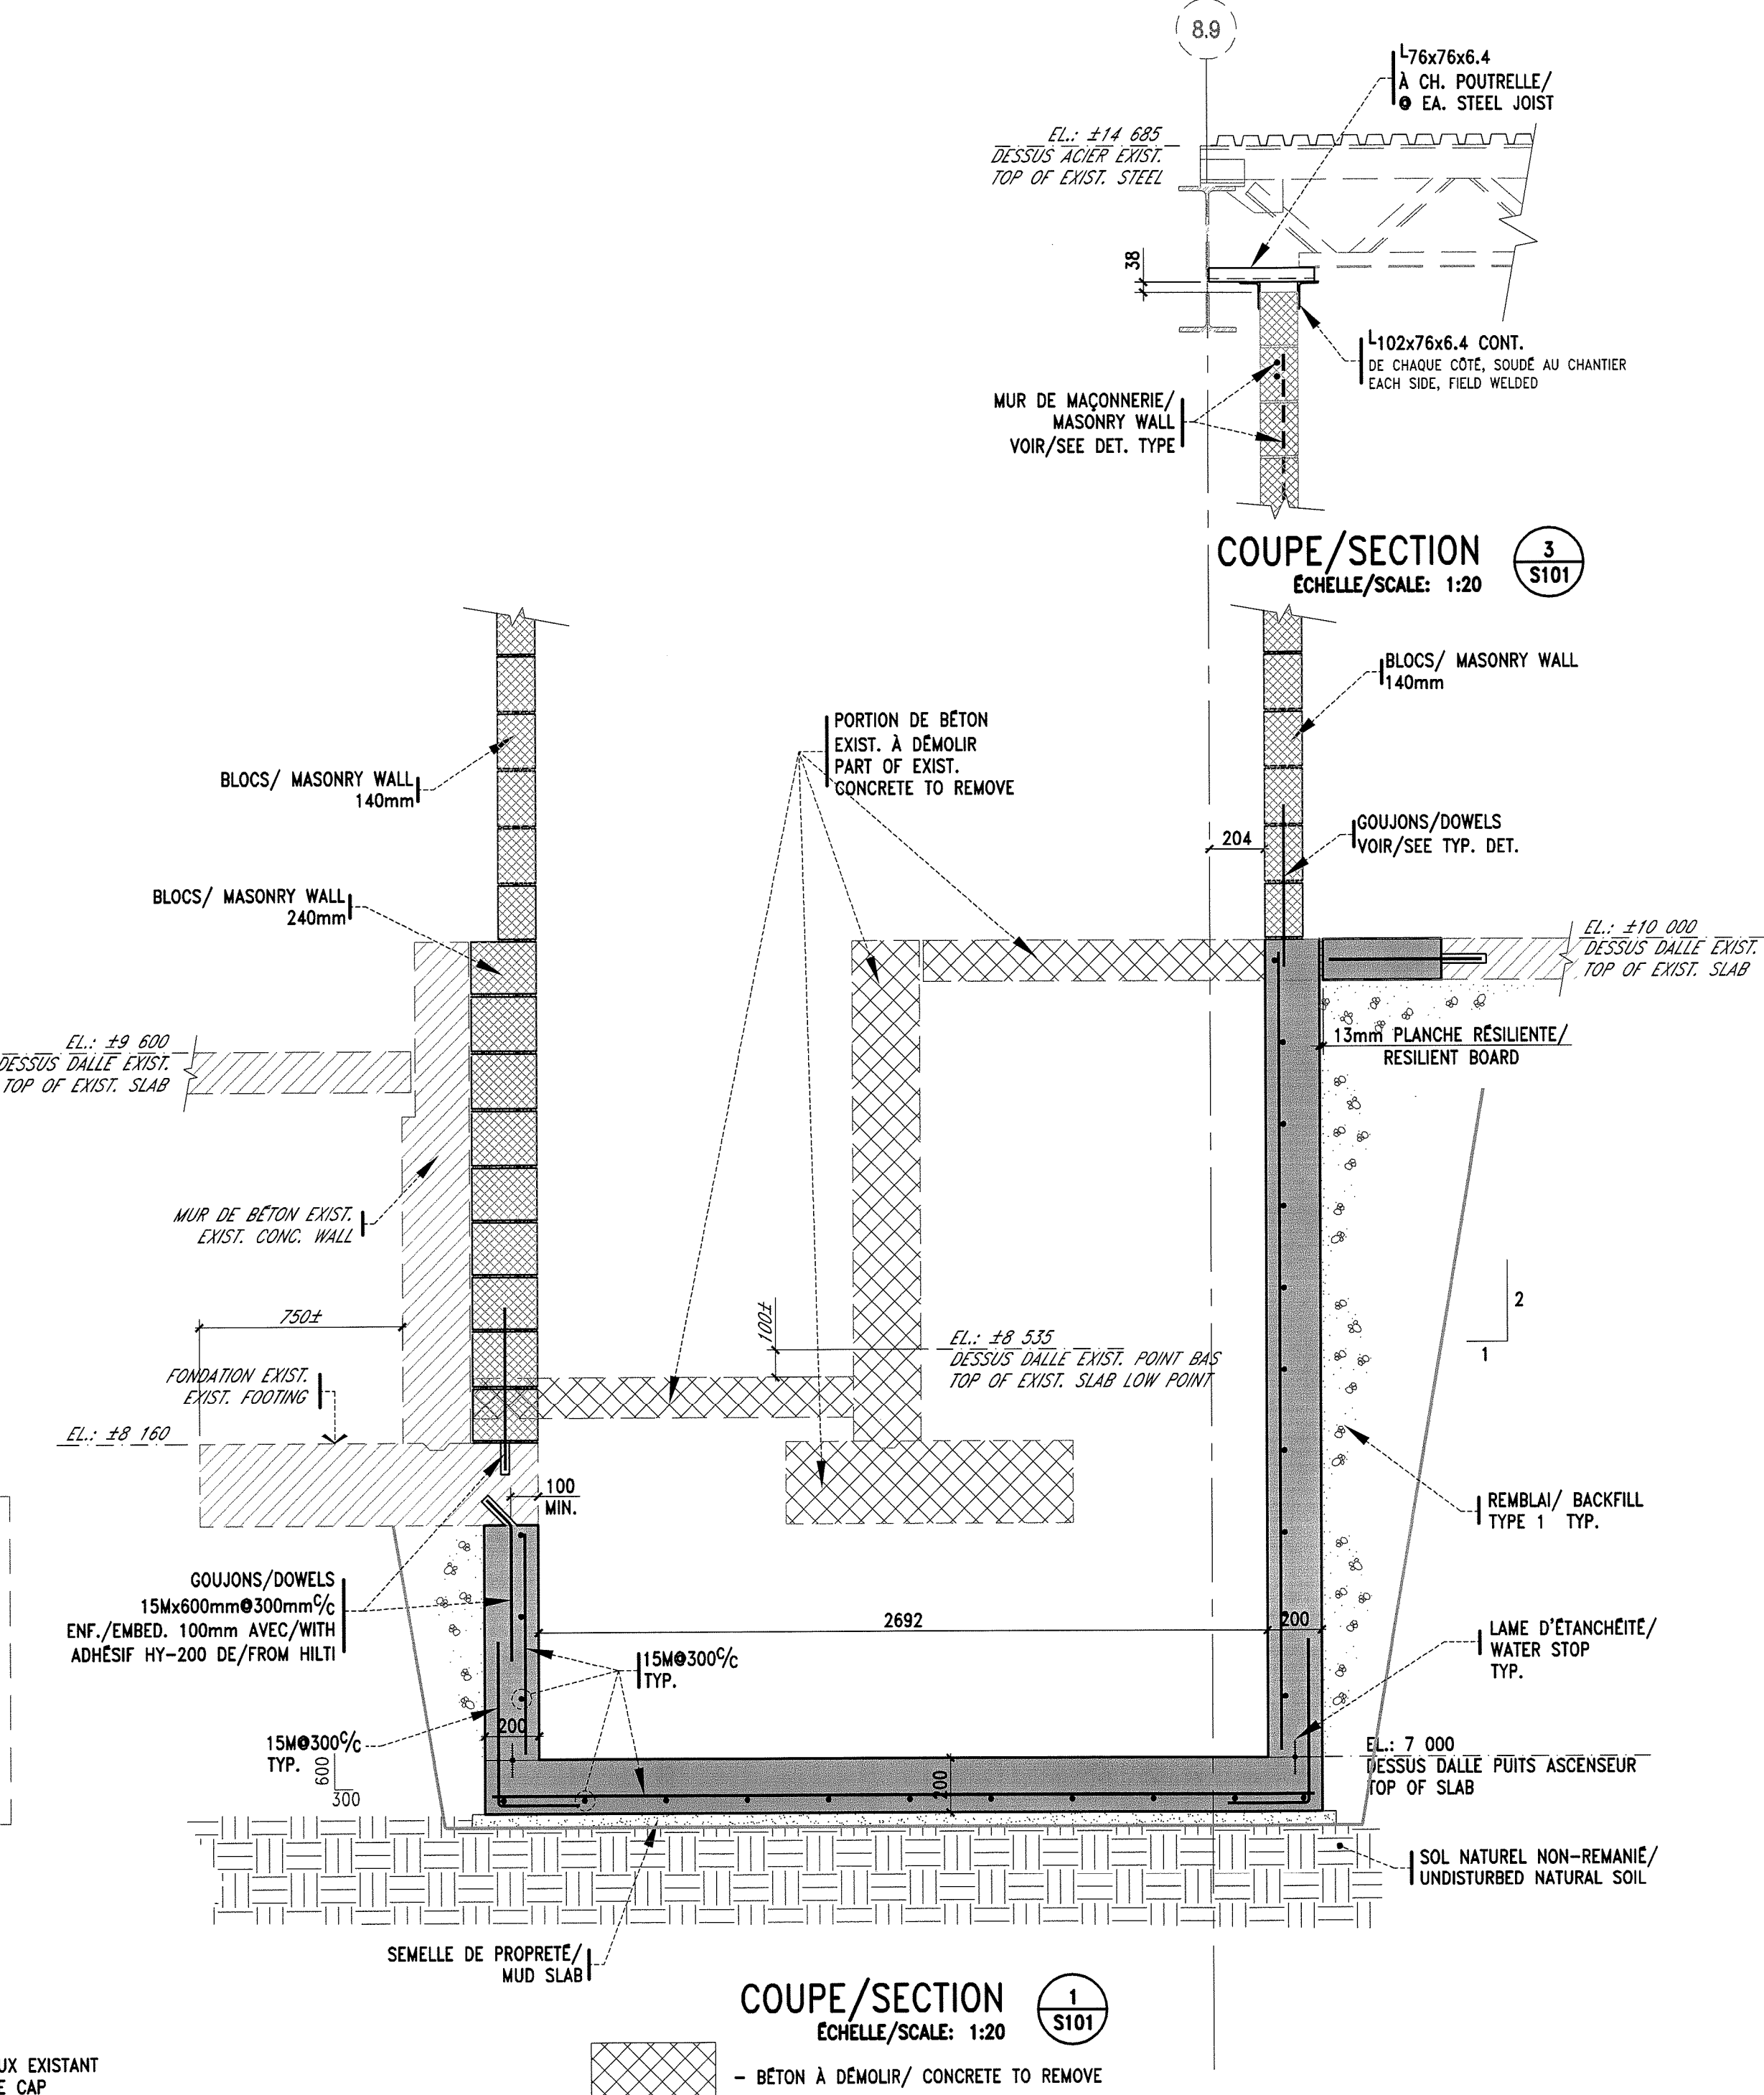 8.9
L76x76x6.4
À CH. POUTRELLE/
@ EA. STEEL JOIST
EL.: ±14 685
DESSUS ACIER EXIST.
TOP OF EXIST. STEEL
38
L102x76x6.4 CONT.
DE CHAQUE CÔTÉ, SOUDÉ AU CHANTIER
EACH SIDE, FIELD WELDED
MUR DE MAÇONNERIE/
MASONRY WALL
VOIR/SEE DET. TYPE
COUPE/SECTION
ÉCHELLE/SCALE: 1:20
3
S101
BLOCS/ MASONRY WALL
140mm
PORTION DE BÉTON
EXIST. À DÉMOLIR
PART OF EXIST.
CONCRETE TO REMOVE
BLOCS/ MASONRY WALL
140mm
GOUJONS/DOWELS
VOIR/SEE TYP. DET.
204
BLOCS/ MASONRY WALL
240mm
EL.: ±10 000
DESSUS DALLE EXIST.
TOP OF EXIST. SLAB
EL.: ±9 600
DESSUS DALLE EXIST.
TOP OF EXIST. SLAB
13mm PLANCHE RÉSILIENTE/
RESILIENT BOARD
MUR DE BÉTON EXIST.
EXIST. CONC. WALL
750±
100±
EL.: ±8 535
DESSUS DALLE EXIST. POINT BAS
TOP OF EXIST. SLAB LOW POINT
2
1
FONDATION EXIST.
EXIST. FOOTING
EL.: ±8 160
100
MIN.
REMBLAI/ BACKFILL
TYPE 1 TYP.
GOUJONS/DOWELS
15Mx600mm@300mmC/C
ENF./EMBED. 100mm AVEC/WITH
ADHÉSIF HY-200 DE/FROM HILTI
2692
200
LAME D'ÉTANCHÉITÉ/
WATER STOP
TYP.
15M@300C/C
TYP.
200
15M@300C/C
TYP.
600
300
200
EL.: 7 000
DESSUS DALLE PUITS ASCENSEUR
TOP OF SLAB
SOL NATUREL NON-REMANIÉ/
UNDISTURBED NATURAL SOIL
SEMELLE DE PROPRETÉ/
MUD SLAB
COUPE/SECTION
ÉCHELLE/SCALE: 1:20
1
S101
UX EXISTANT
E CAP
- BÉTON À DÉMOLIR/ CONCRETE TO REMOVE